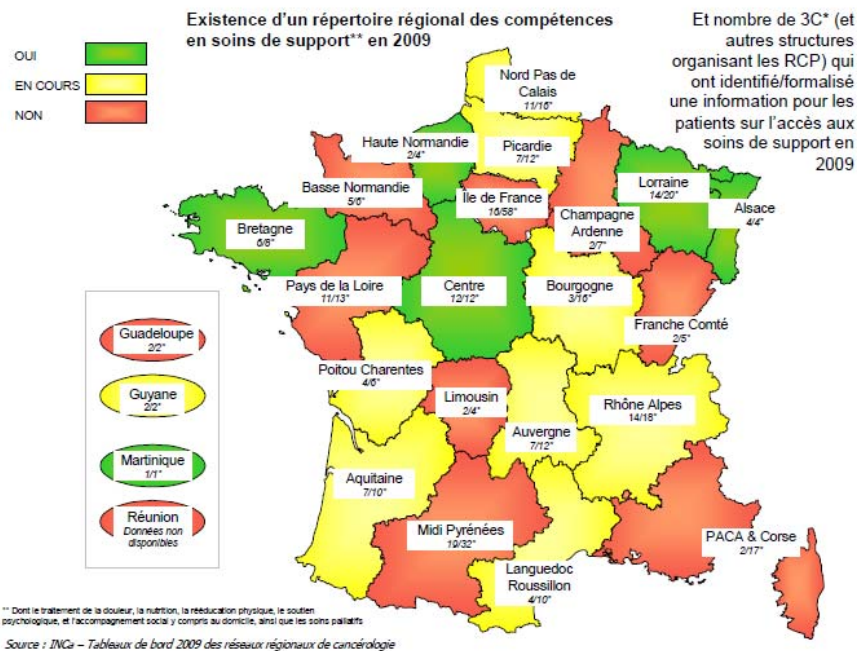 Existence d'un répertoire régional des compétences
en soins de support** en 2009
Et nombre de 3C* (et
autres structures
organisant les RCP) qui
ont identifié/formalisé
une information pour les
patients sur l'accès aux
soins de support en
2009
OUI
EN COURS
NON
Nord Pas de
Calais
11/16*
Haute Normandie
2/4*
Picardie
7/12*
Basse Normandie
5/6*
Ile de France
16/58*
Lorraine
14/20*
Alsace
4/4*
Champagne
Ardenne
2/7*
Bretagne
6/8*
Pays de la Loire
11/13*
Centre
12/12*
Bourgogne
3/16*
Franche Comté
2/5*
Poitou Charentes
4/6*
Limousin
2/4*
Auvergne
7/12*
Rhône Alpes
14/18*
Aquitaine
7/10*
Midi Pyrénées
19/32*
Languedoc
Roussillon
4/10*
PACA & Corse
2/17*
Guadeloupe
2/2*
Guyane
2/2*
Martinique
1/1*
Réunion
Données non
disponibles
** Dont le traitement de la douleur, la nutrition, la rééducation physique, le soutien
psychologique, et l'accompagnement social y compris au domicile, ainsi que les soins palliatifs
Source : INCa – Tableaux de bord 2009 des réseaux régionaux de cancérologie